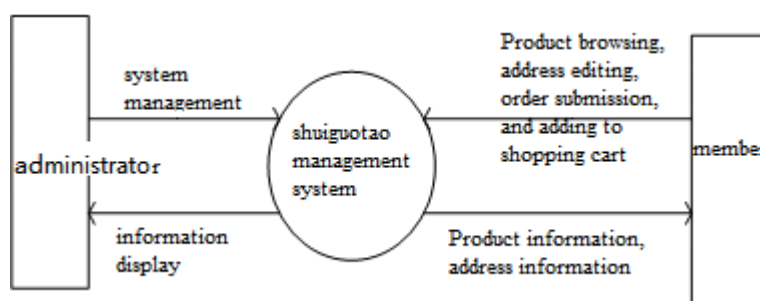 system
management
administrator
information
display
shuiguotao
management
system
Product browsing,
address editing,
order submission,
and adding to
shopping cart
Product information,
address information
member